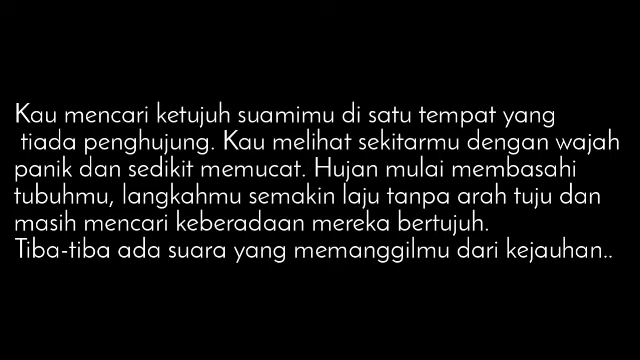 Kau mencari ketujuh suamimu di satu tempat yang
tiada penghujung. Kau melihat sekitarmu dengan wajah
panik dan sedikit memucat. Hujan mulai membasahi
tubuhmu, langkahmu semakin laju tanpa arah tuju dan
masih mencari keberadaan mereka bertujuh.
Tiba-tiba ada suara yang memanggilmu dari kejauhan..